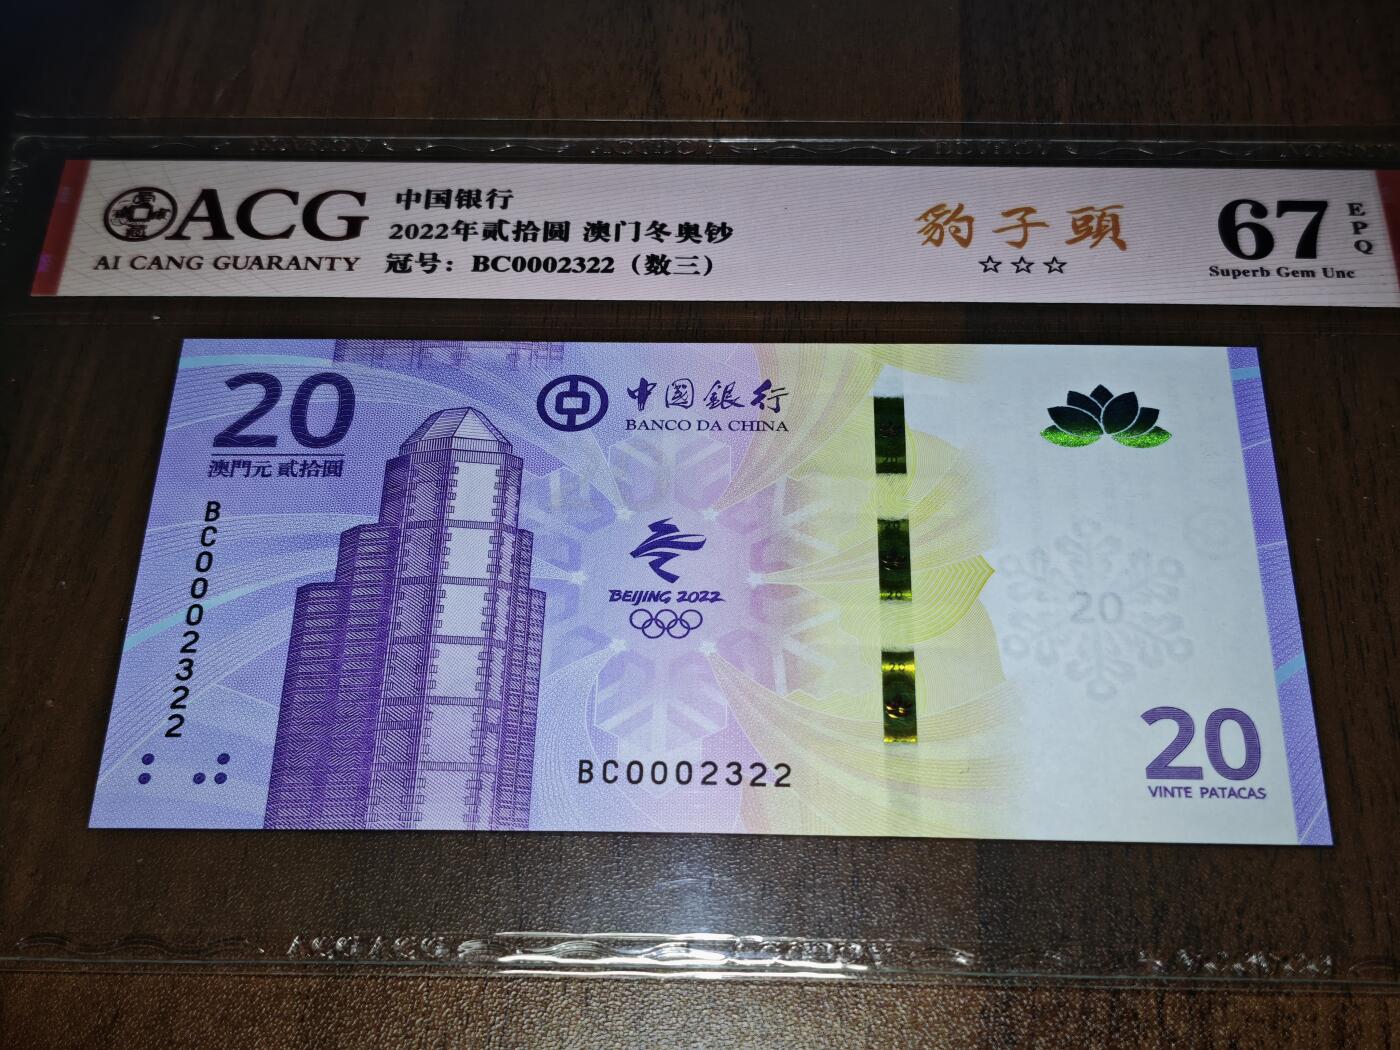 ACG
AI CANG GUARANTY
中国银行
2022年贰拾圆 澳门冬奥钞
冠号：BC0002322（数三）
豹子頭
☆☆☆
67
EPQ
Superb Gem Unc
20
澳門元 貳拾圓
BC0002322
中國銀行
BANCO DA CHINA
BEIJING 2022
BC0002322
20
20
VINTE PATACAS